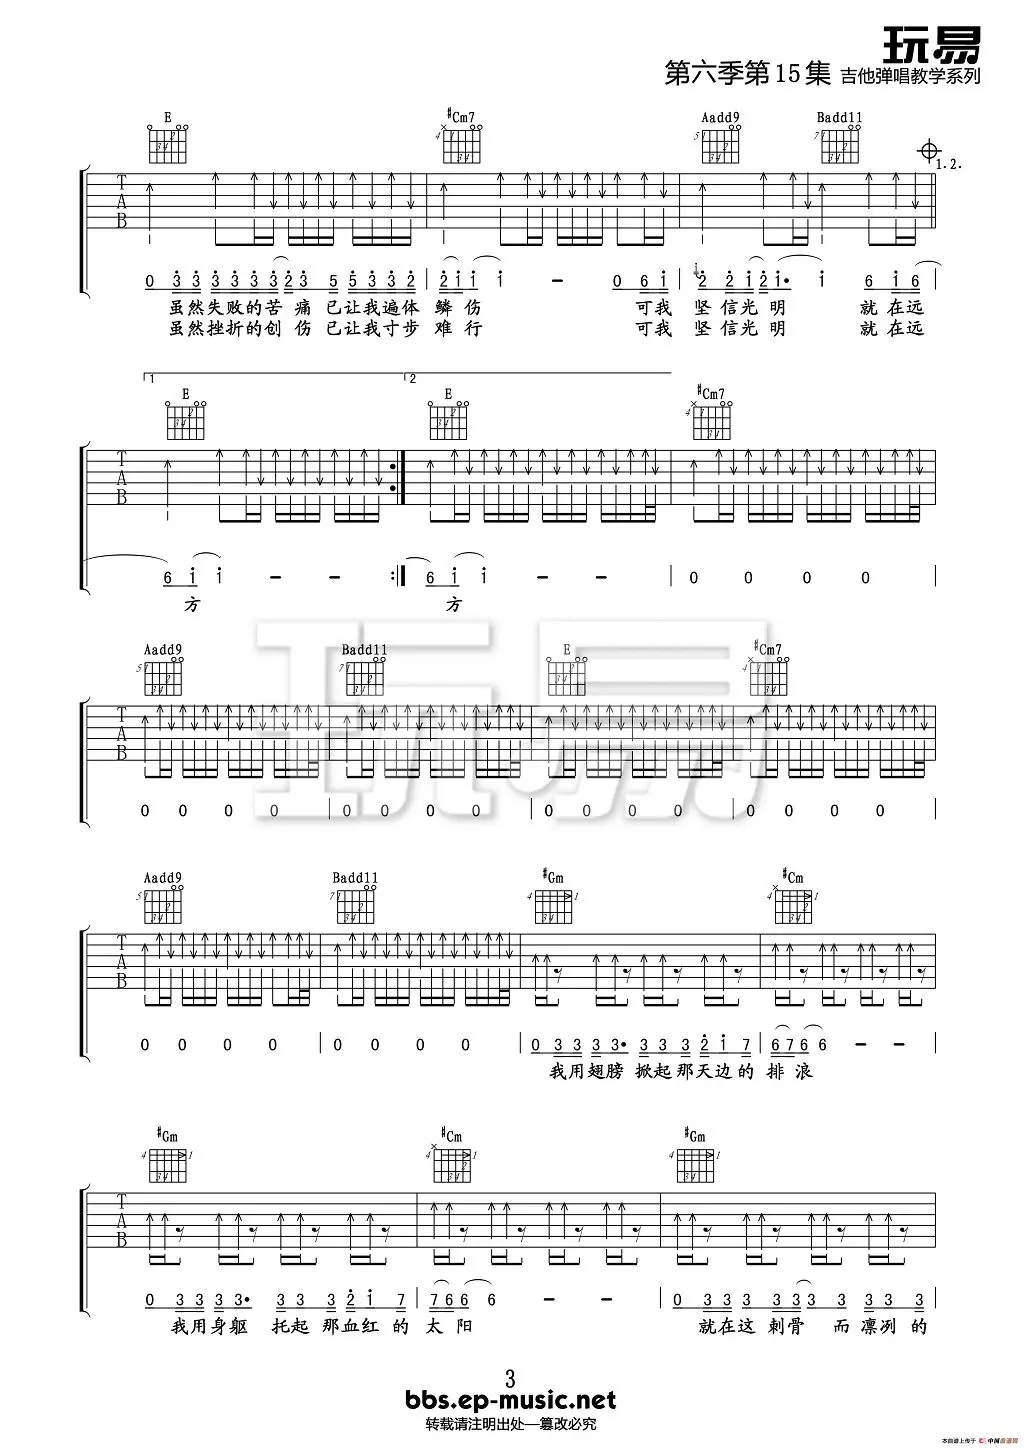 玩易
第六季第15集 吉他弹唱教学系列
E #Cm7 Aadd9 Badd11
1.2.
T
A
B
0 3 3 3 3 3 3 2 3 5 5 3 3 3 2 2 1 1 1 - 0 6 1 2 2 1 2 1· 1 6 1 6
虽然失败的苦痛已让我遍体鳞伤 可我坚信光明 就在远
虽然挫折的创伤已让我寸步难行 可我坚信光明 就在远
1 2
E E #Cm7
T
A
B
6 1 1 - - 6 1 1 - - 0 0 0 0
方 方
Aadd9 Badd11 E #Cm7
T
A
B
0 0 0 0 0 0 0 0 0 0 0 0 0 0 0 0
Aadd9 Badd11 #Gm #Cm
T
A
B
0 0 0 0 0 0 0 0 0 3 3 3 3· 3 3 3 2 1 7 6 7 6 6 - -
我用翅膀掀起那天边的排浪
#Gm #Cm #Gm
T
A
B
0 3 3 3 3· 3 3 3 2 1 7 7 6 6 6 - - 0 3 3 3 3 3 3 3 3 3 3
我用身躯托起那血红的太阳 就在这刺骨而凛冽的
3
bbs.ep-music.net
转载请注明出处—篡改必究
本曲谱上传于 中国曲谱网